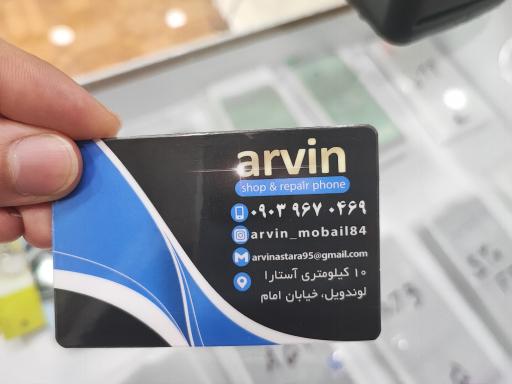 arvin
shop & repair phone
۰۹۰۳ ۹۶۷ ۰۴۶۹
arvin_mobail84
arvinastara95@gmail.com
۱۰ کیلومتری آستارا
لوندویل، خیابان امام